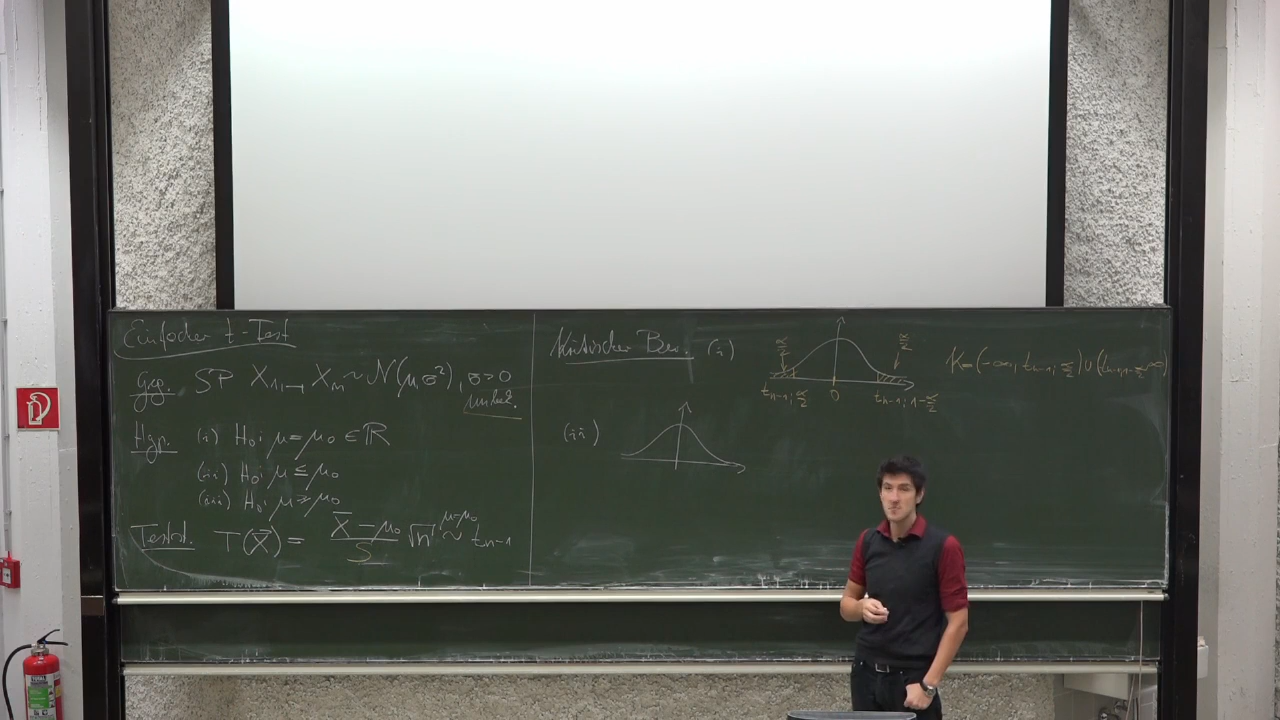 Einfacher t-Test
Geg. SP X₁, …, Xₙ ~ N(μ, σ²), σ>0
unbek.
Hyp. (i) H₀: μ = μ₀ ∈ ℝ
(ii) H₀: μ ≤ μ₀
(iii) H₀: μ ≥ μ₀
Testst. T(X⃗) = (X̄ − μ₀)/S √n ~ tₙ₋₁
μ=μ₀
Kritischer Ber. (i)
α/2 α/2
tₙ₋₁; α/2 0 tₙ₋₁; 1−α/2
K = (−∞, tₙ₋₁; α/2) ∪ (tₙ₋₁; 1−α/2, ∞)
(ii)